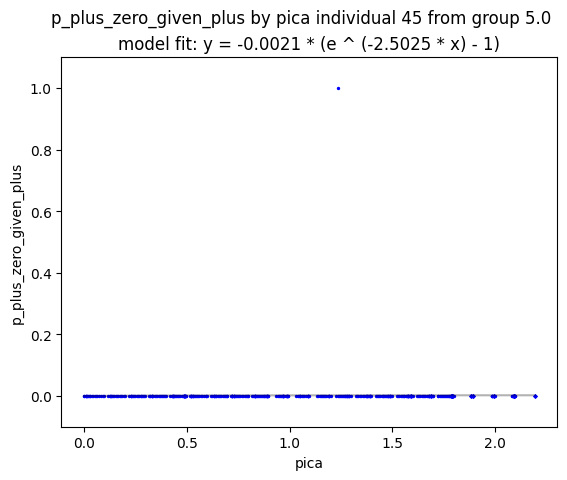 p_plus_zero_given_plus by pica individual 45 from group 5.0
model fit: y = -0.0021 * (e ^ (-2.5025 * x) - 1)
1.0
0.8
0.6
0.4
0.2
0.0
p_plus_zero_given_plus
0.0 0.5 1.0 1.5 2.0
pica